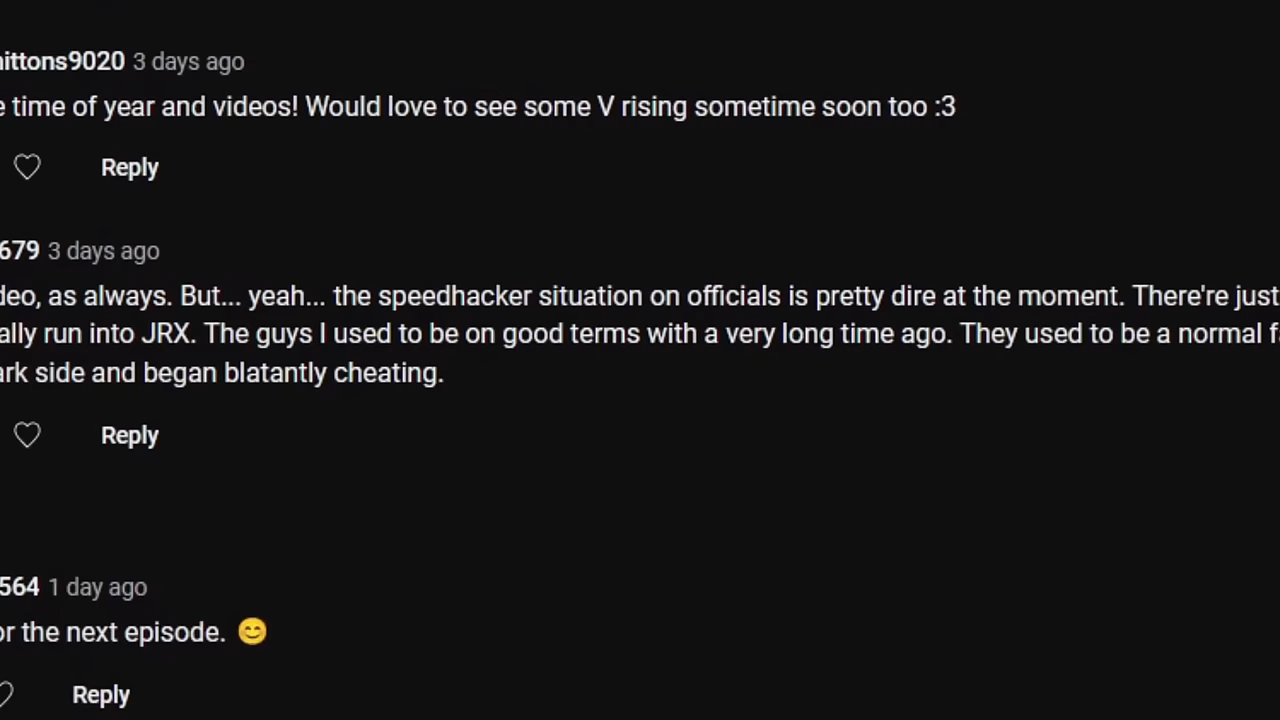 ittons9020 3 days ago
time of year and videos! Would love to see some V rising sometime soon too :3
Reply
679 3 days ago
deo, as always. But... yeah... the speedhacker situation on officials is pretty dire at the moment. There're just
ally run into JRX. The guys I used to be on good terms with a very long time ago. They used to be a normal
ark side and began blatantly cheating.
Reply
564 1 day ago
or the next episode. 😊
Reply